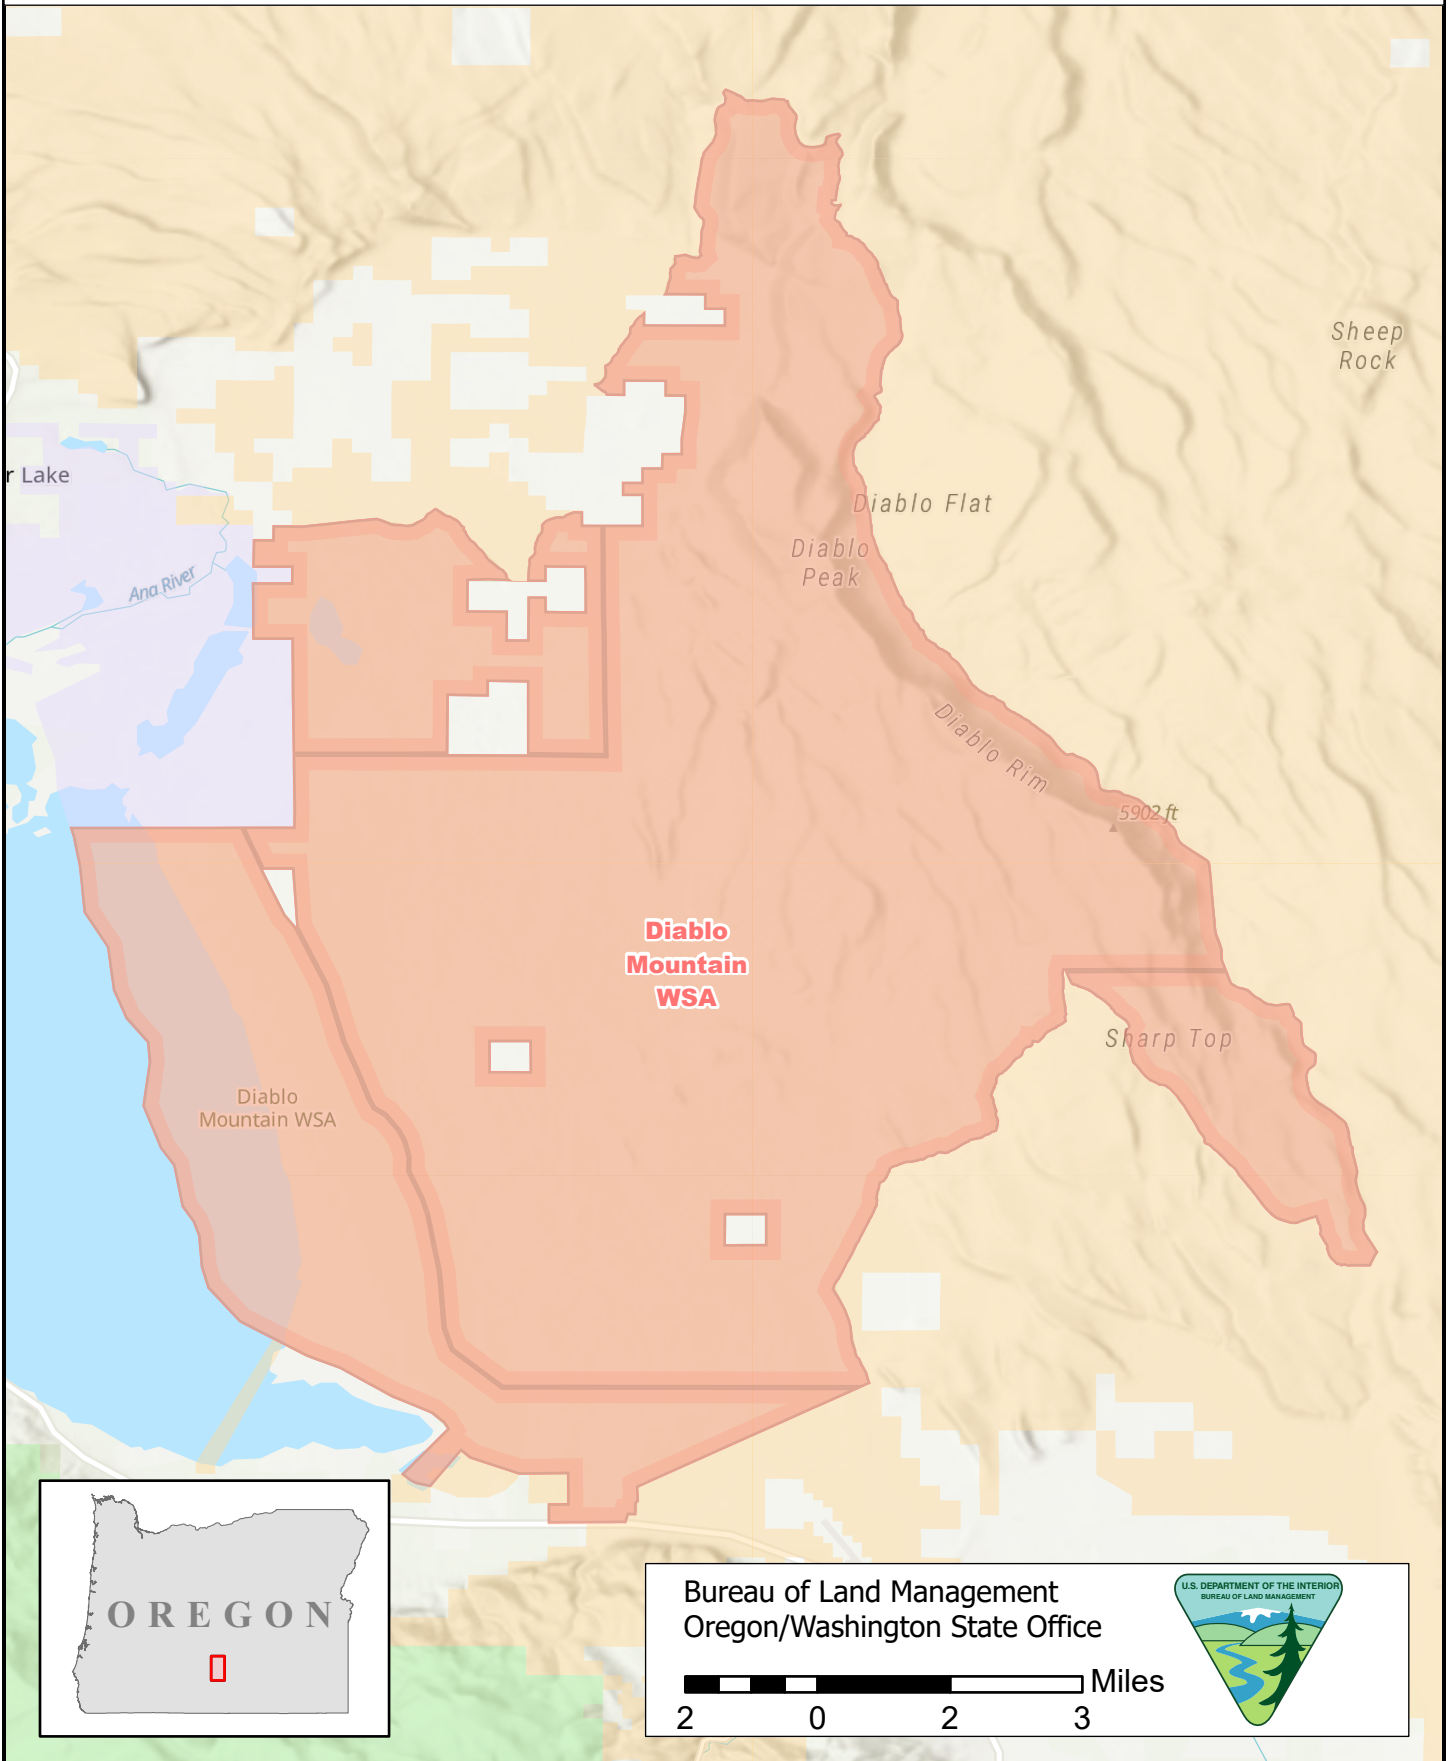 Sheep
Rock
r Lake
Diablo Flat
Diablo
Peak
Ana River
Diablo Rim
5902 ft
Diablo
Mountain
WSA
Sharp Top
Diablo
Mountain WSA
OREGON
Bureau of Land Management
Oregon/Washington State Office
Miles
2 0 2 3
U.S. DEPARTMENT OF THE INTERIOR
BUREAU OF LAND MANAGEMENT